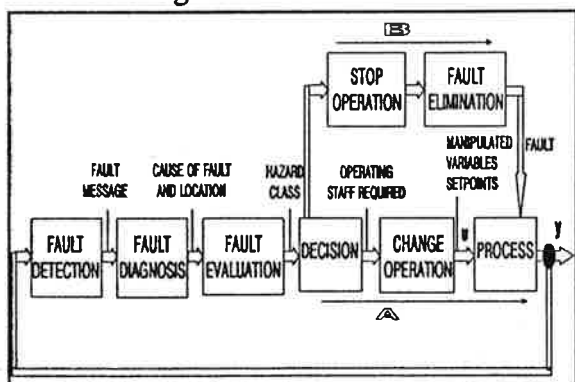 B
STOP
OPERATION
FAULT
ELIMINATION
FAULT
MESSAGE
CAUSE OF FAULT
AND LOCATION
HAZARD
CLASS
OPERATING
STAFF REQUIRED
MANIPULATED
VARIABLES
SETPOINTS
FAULT
FAULT
DETECTION
FAULT
DIAGNOSIS
FAULT
EVALUATION
DECISION
CHANGE
OPERATION
u
PROCESS
y
A